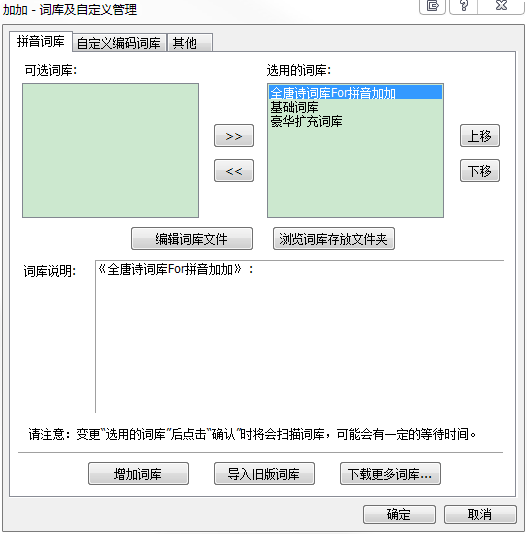 加加 - 词库及自定义管理
拼音词库 自定义编码词库 其他
可选词库: 选用的词库:
全唐诗词库For拼音加加
基础词库
豪华扩充词库
>> 上移
<< 下移
编辑词库文件 浏览词库存放文件夹
词库说明: 《全唐诗词库For拼音加加》:
请注意: 变更"选用的词库"后点击"确认"时将会扫描词库，可能会有一定的等待时间。
增加词库 导入旧版词库 下载更多词库...
确定 取消